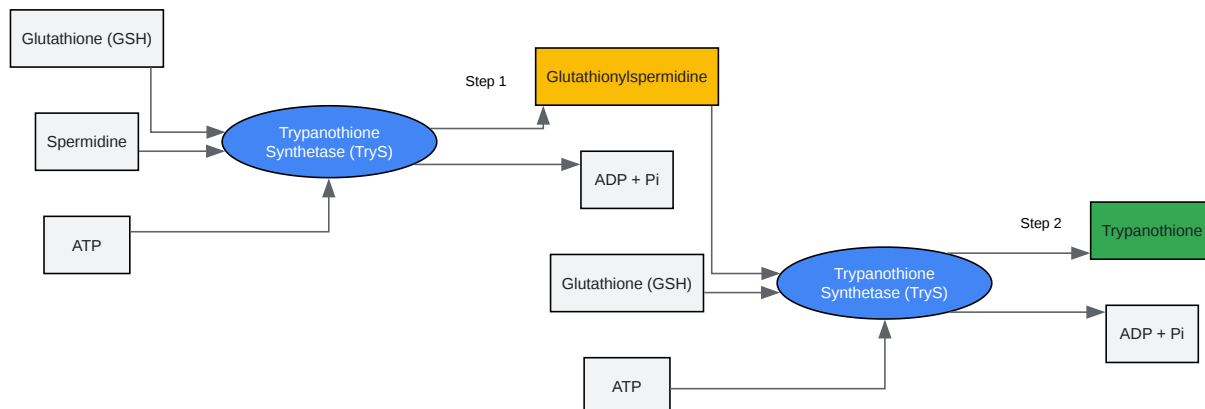 Glutathione (GSH)
Step 1
Glutathionylspermidine
Spermidine
Trypanothione
Synthetase (TryS)
ADP + Pi
ATP
Step 2
Trypanothione
Glutathione (GSH)
Trypanothione
Synthetase (TryS)
ADP + Pi
ATP